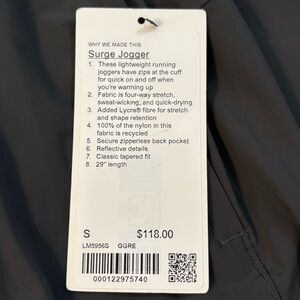 WHY WE MADE THIS
Surge Jogger
1. These lightweight running
joggers have zips at the cuff
for quick on and off when
you're warming up
2. Fabric is four-way stretch,
sweat-wicking, and quick-drying
3. Added Lycra® fibre for stretch
and shape retention
4. 100% of the nylon in this
fabric is recycled
5. Secure zipperless back pocket
6. Reflective details
7. Classic tapered fit
8. 29" length
S $118.00
LM5956S GGRE
000122975740